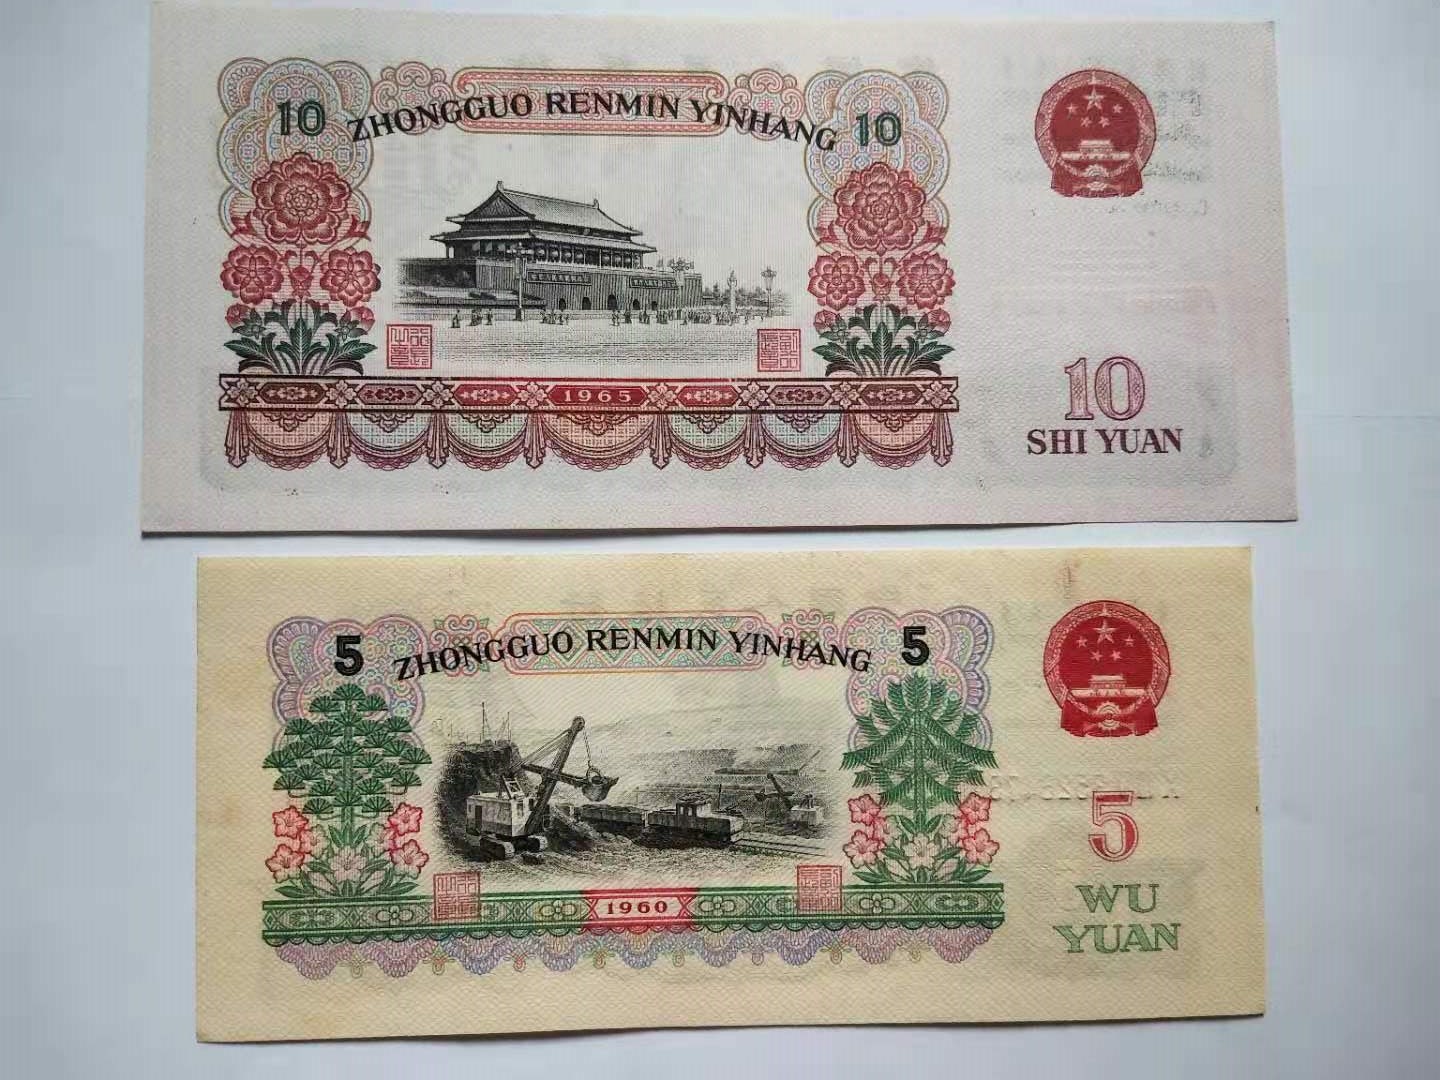 10 ZHONGGUO RENMIN YINHANG 10
1965
10
SHI YUAN
5 ZHONGGUO RENMIN YINHANG 5
1960
5
WU
YUAN